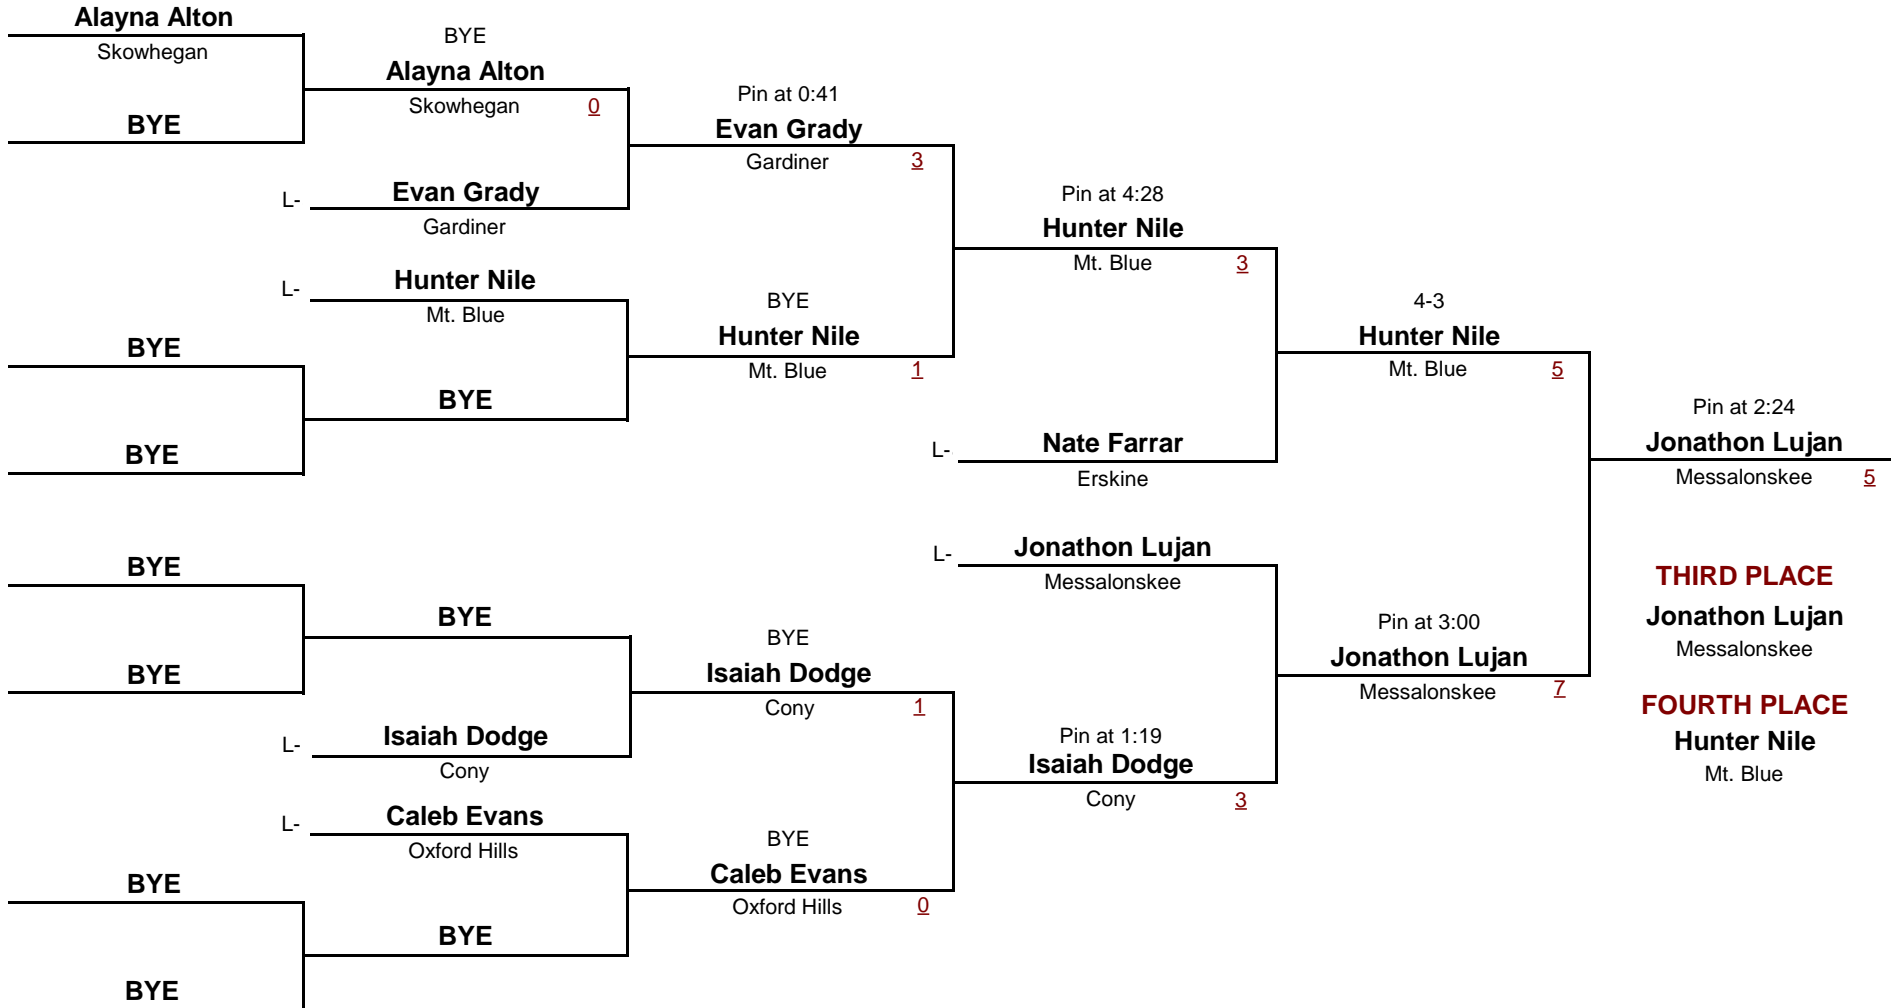 Alayna Alton
Skowhegan
BYE
BYE
Alayna Alton
Skowhegan 0
L- Evan Grady
Gardiner
Pin at 0:41
Evan Grady
Gardiner 3
L- Hunter Nile
Mt. Blue
BYE
BYE
BYE
BYE
Hunter Nile
Mt. Blue 1
Pin at 4:28
Hunter Nile
Mt. Blue 3
L- Nate Farrar
Erskine
4-3
Hunter Nile
Mt. Blue 5
Pin at 2:24
Jonathon Lujan
Messalonskee 5
BYE
BYE
BYE
L- Isaiah Dodge
Cony
BYE
Isaiah Dodge
Cony 1
L- Caleb Evans
Oxford Hills
BYE
BYE
BYE
BYE
Caleb Evans
Oxford Hills 0
L- Jonathon Lujan
Messalonskee
Pin at 1:19
Isaiah Dodge
Cony 3
Pin at 3:00
Jonathon Lujan
Messalonskee 7
THIRD PLACE
Jonathon Lujan
Messalonskee
FOURTH PLACE
Hunter Nile
Mt. Blue